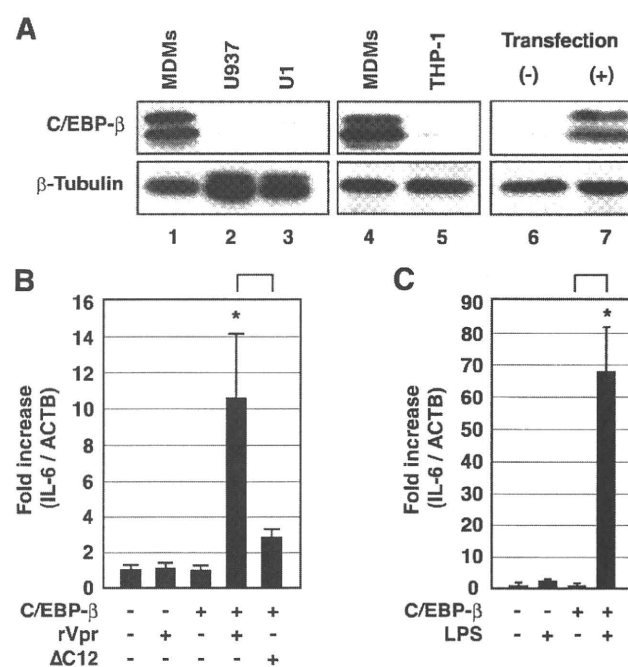 A
MDMs U937 U1 MDMs THP-1 Transfection
(-) (+)
C/EBP-β
β-Tubulin
1 2 3 4 5 6 7
B
16
14
12
10
8
6
4
2
0
Fold increase
(IL-6 / ACTB)
*
C/EBP-β - - + + +
rVpr - + - + -
ΔC12 - - - - +
C
90
80
70
60
50
40
30
20
10
0
Fold increase
(IL-6 / ACTB)
*
C/EBP-β - - + +
LPS - + - +